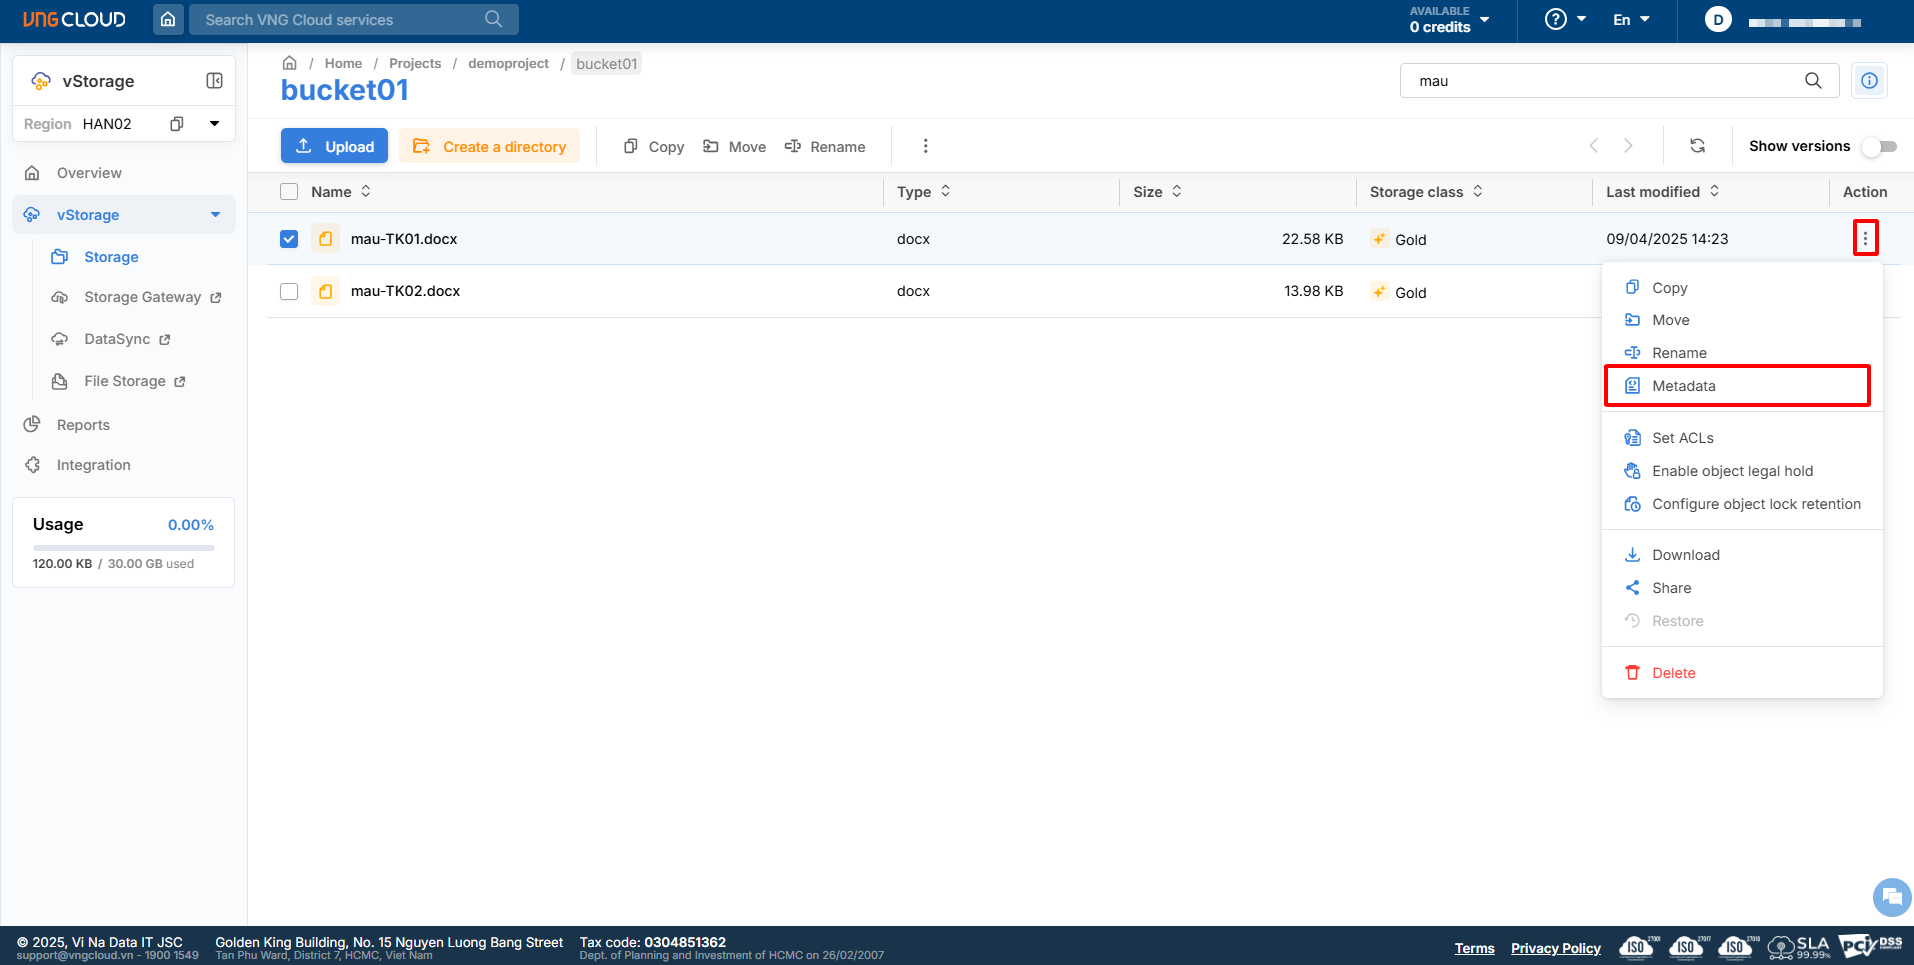 VNG CLOUD
Search VNG Cloud services
AVAILABLE
0 credits
?
En
D
vStorage
Region HAN02
Overview
vStorage
Storage
Storage Gateway
DataSync
File Storage
Reports
Integration
Usage 0.00%
120.00 KB / 30.00 GB used
/ Home / Projects / demoproject / bucket01
bucket01
mau
Upload
Create a directory
Copy
Move
Rename
Show versions
Name Type Size Storage class Last modified Action
mau-TK01.docx docx 22.58 KB Gold 09/04/2025 14:23
mau-TK02.docx docx 13.98 KB Gold
Copy
Move
Rename
Metadata
Set ACLs
Enable object legal hold
Configure object lock retention
Download
Share
Restore
Delete
© 2025, Vi Na Data IT JSC
support@vngcloud.vn - 1900 1549
Golden King Building, No. 15 Nguyen Luong Bang Street
Tan Phu Ward, District 7, HCMC, Viet Nam
Tax code: 0304851362
Dept. of Planning and Investment of HCMC on 26/02/2007
Terms
Privacy Policy
ISO 27001
ISO 27017
ISO 27018
SLA
99.99%
PCI DSS